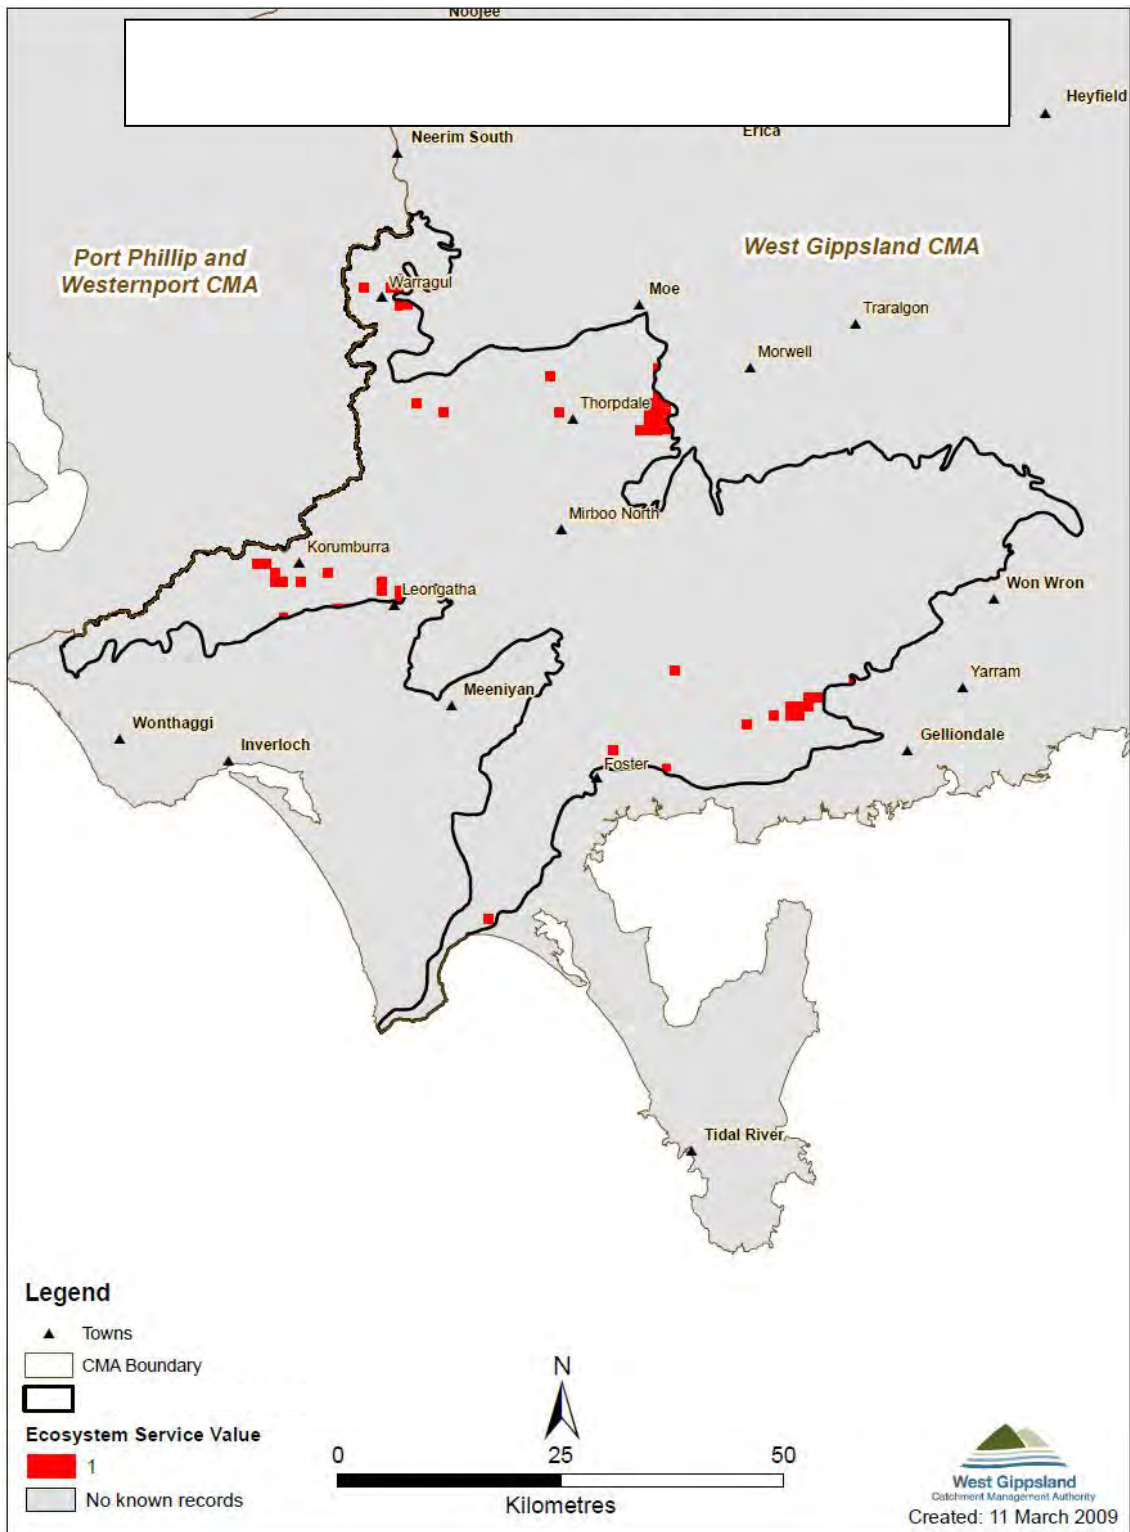 Noojee
Heyfield
Erica
Neerim South
Port Phillip and
Westernport CMA
West Gippsland CMA
Warragul
Moe
Traralgon
Morwell
Thorpdale
Mirboo North
Korumburra
Leongatha
Won Wron
Yarram
Meeniyan
Wonthaggi
Inverloch
Gelliondale
Foster
Tidal River
Legend
Towns
CMA Boundary
Ecosystem Service Value
1
No known records
N
0 25 50
Kilometres
West Gippsland
Catchment Management Authority
Created: 11 March 2009